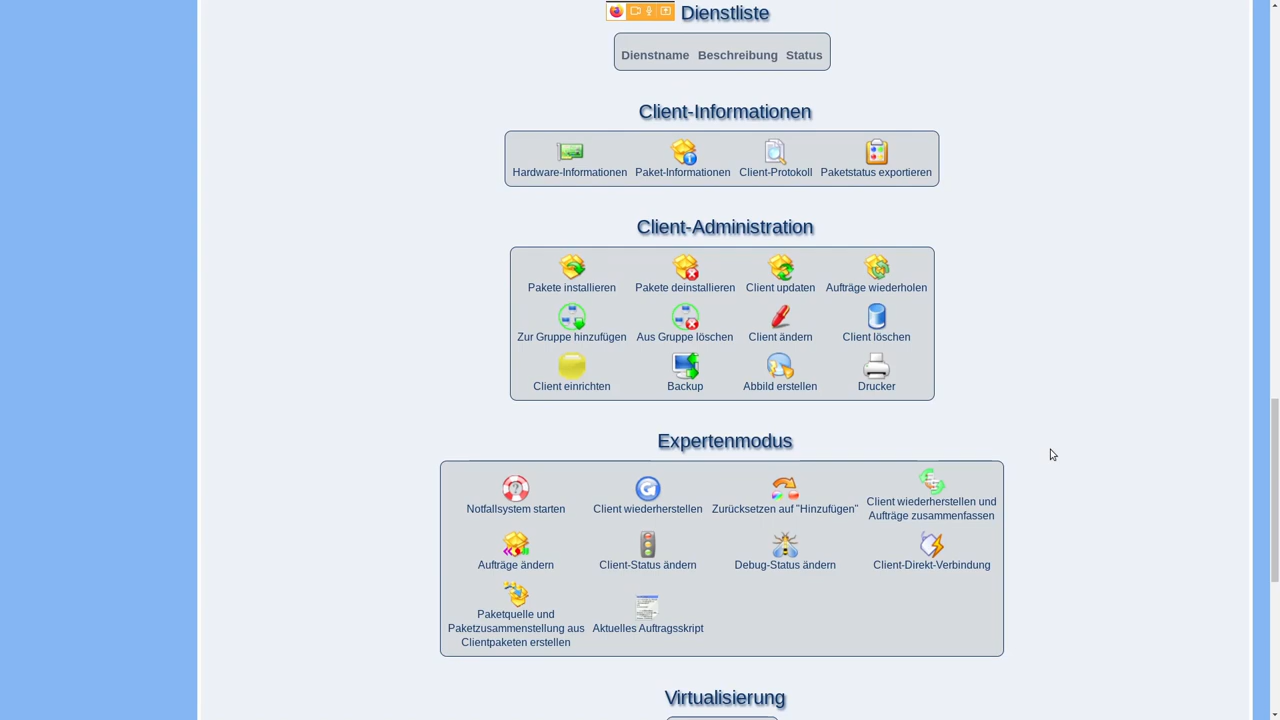 Dienstliste
Dienstname Beschreibung Status
Client-Informationen
Hardware-Informationen Paket-Informationen Client-Protokoll Paketstatus exportieren
Client-Administration
Pakete installieren Pakete deinstallieren Client updaten Aufträge wiederholen
Zur Gruppe hinzufügen Aus Gruppe löschen Client ändern Client löschen
Client einrichten Backup Abbild erstellen Drucker
Expertenmodus
Notfallsystem starten Client wiederherstellen Zurücksetzen auf "Hinzufügen" Client wiederherstellen und
Aufträge zusammenfassen
Aufträge ändern Client-Status ändern Debug-Status ändern Client-Direkt-Verbindung
Paketquelle und
Paketzusammenstellung aus Aktuelles Auftragsskript
Clientpaketen erstellen
Virtualisierung